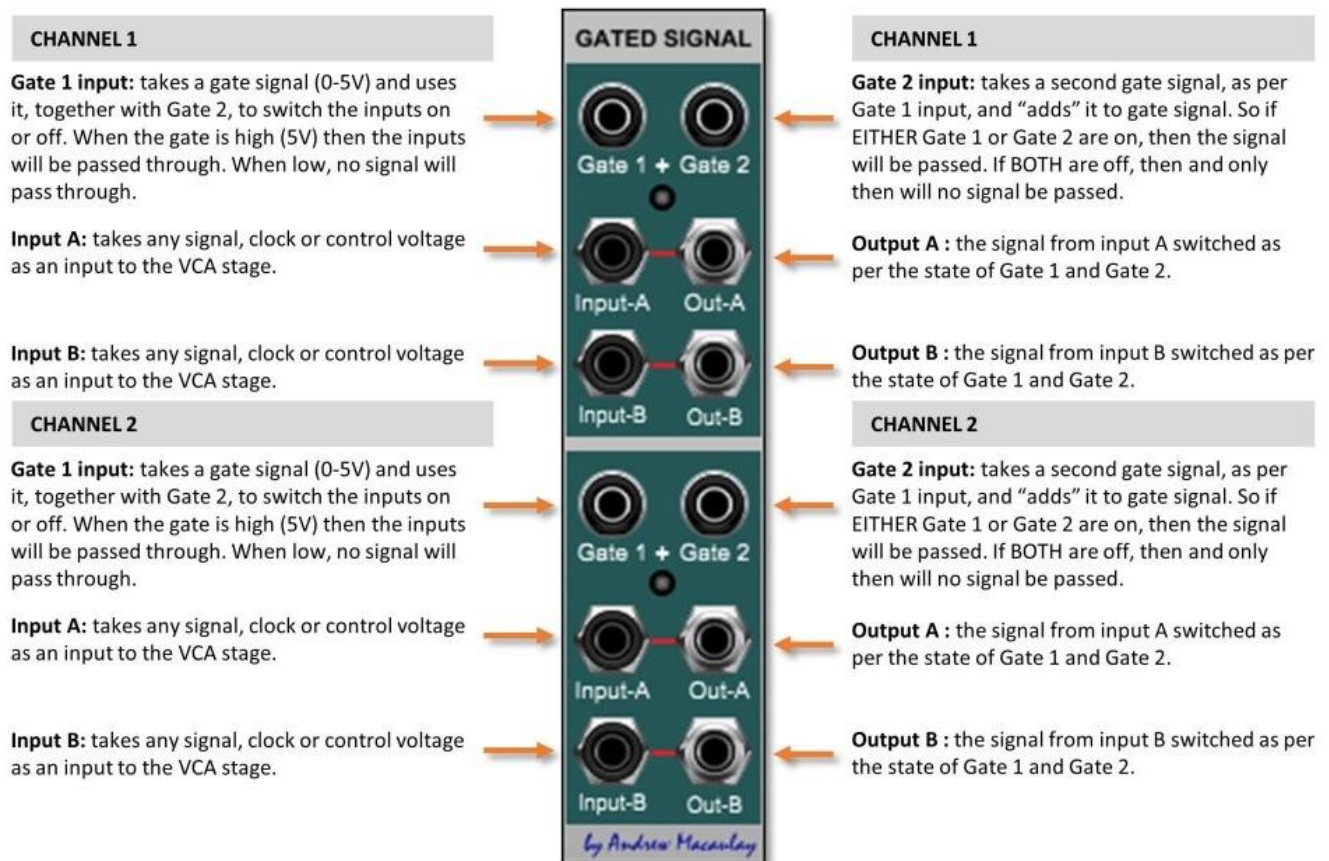 CHANNEL 1
Gate 1 input: takes a gate signal (0-5V) and uses
it, together with Gate 2, to switch the inputs on
or off. When the gate is high (5V) then the inputs
will be passed through. When low, no signal will
pass through.
Input A: takes any signal, clock or control voltage
as an input to the VCA stage.
Input B: takes any signal, clock or control voltage
as an input to the VCA stage.
CHANNEL 2
Gate 1 input: takes a gate signal (0-5V) and uses
it, together with Gate 2, to switch the inputs on
or off. When the gate is high (5V) then the inputs
will be passed through. When low, no signal will
pass through.
Input A: takes any signal, clock or control voltage
as an input to the VCA stage.
Input B: takes any signal, clock or control voltage
as an input to the VCA stage.
GATED SIGNAL
Gate 1 + Gate 2
Input-A Out-A
Input-B Out-B
Gate 1 + Gate 2
Input-A Out-A
Input-B Out-B
by Andrew Macaulay
CHANNEL 1
Gate 2 input: takes a second gate signal, as per
Gate 1 input, and “adds” it to gate signal. So if
EITHER Gate 1 or Gate 2 are on, then the signal
will be passed. If BOTH are off, then and only
then will no signal be passed.
Output A : the signal from input A switched as
per the state of Gate 1 and Gate 2.
Output B : the signal from input B switched as per
the state of Gate 1 and Gate 2.
CHANNEL 2
Gate 2 input: takes a second gate signal, as per
Gate 1 input, and “adds” it to gate signal. So if
EITHER Gate 1 or Gate 2 are on, then the signal
will be passed. If BOTH are off, then and only
then will no signal be passed.
Output A : the signal from input A switched as
per the state of Gate 1 and Gate 2.
Output B : the signal from input B switched as per
the state of Gate 1 and Gate 2.